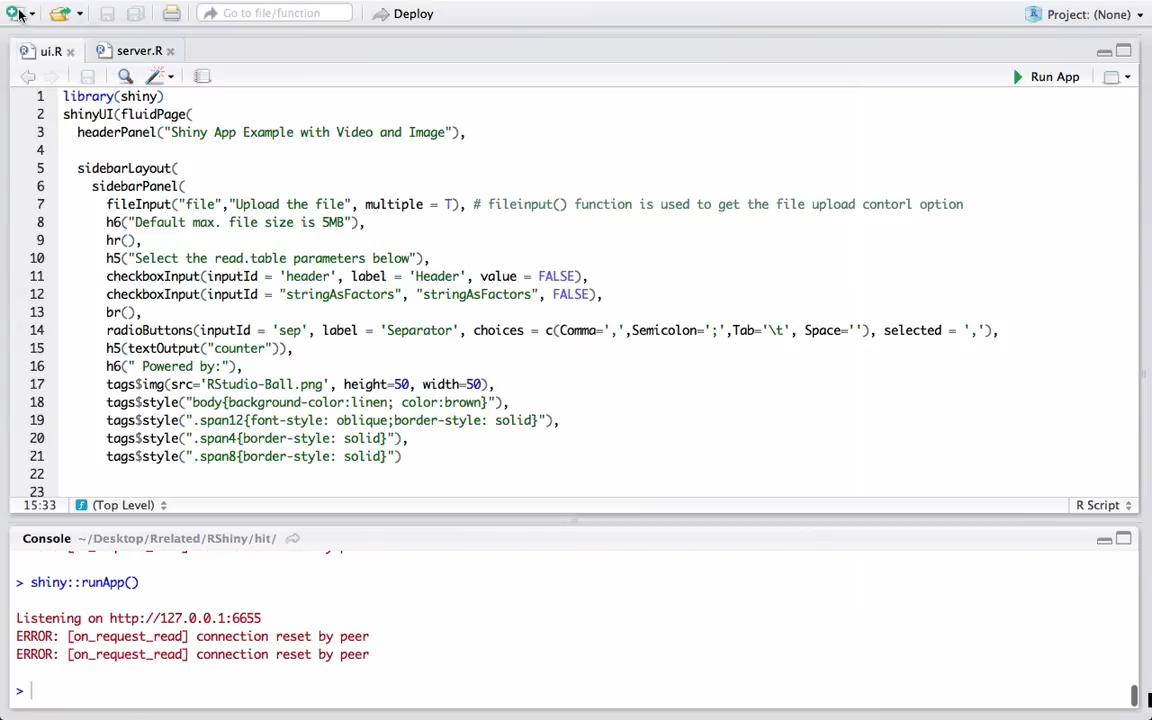 Go to file/function
Deploy
Project: (None)
ui.R
server.R
Run App
1 library(shiny)
2 shinyUI(fluidPage(
3 headerPanel("Shiny App Example with Video and Image"),
4
5 sidebarLayout(
6 sidebarPanel(
7 fileInput("file","Upload the file", multiple = T), # fileinput() function is used to get the file upload contorl option
8 h6("Default max. file size is 5MB"),
9 hr(),
10 h5("Select the read.table parameters below"),
11 checkboxInput(inputId = 'header', label = 'Header', value = FALSE),
12 checkboxInput(inputId = "stringAsFactors", "stringAsFactors", FALSE),
13 br(),
14 radioButtons(inputId = 'sep', label = 'Separator', choices = c(Comma=',',Semicolon=';',Tab='\t', Space=''), selected = ','),
15 h5(textOutput("counter")),
16 h6(" Powered by:"),
17 tags$img(src='RStudio-Ball.png', height=50, width=50),
18 tags$style("body{background-color:linen; color:brown}"),
19 tags$style(".span12{font-style: oblique;border-style: solid}"),
20 tags$style(".span4{border-style: solid}"),
21 tags$style(".span8{border-style: solid}")
22
23
15:33 (Top Level) R Script
Console ~/Desktop/Rrelated/RShiny/hit/
> shiny::runApp()
Listening on http://127.0.0.1:6655
ERROR: [on_request_read] connection reset by peer
ERROR: [on_request_read] connection reset by peer
>